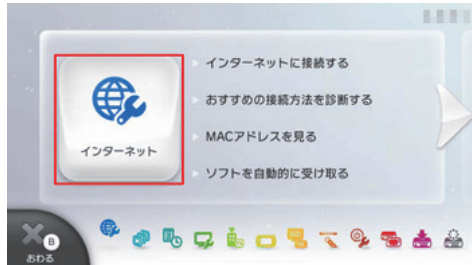 インターネットに接続する
おすすめの接続方法を診断する
インターネット
MACアドレスを見る
ソフトを自動的に受け取る
B
おわる